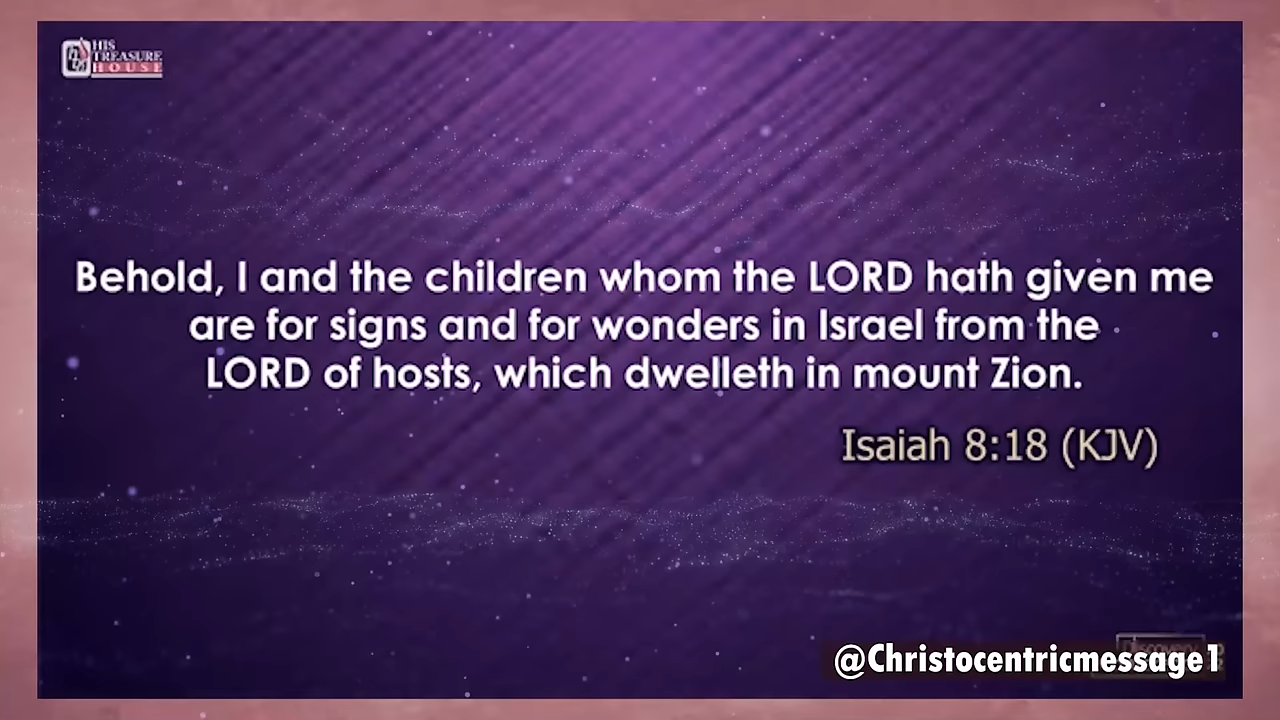 HIS
TREASURE
HOUSE
Behold, I and the children whom the LORD hath given me
are for signs and for wonders in Israel from the
LORD of hosts, which dwelleth in mount Zion.
Isaiah 8:18 (KJV)
@Christocentricmessage1